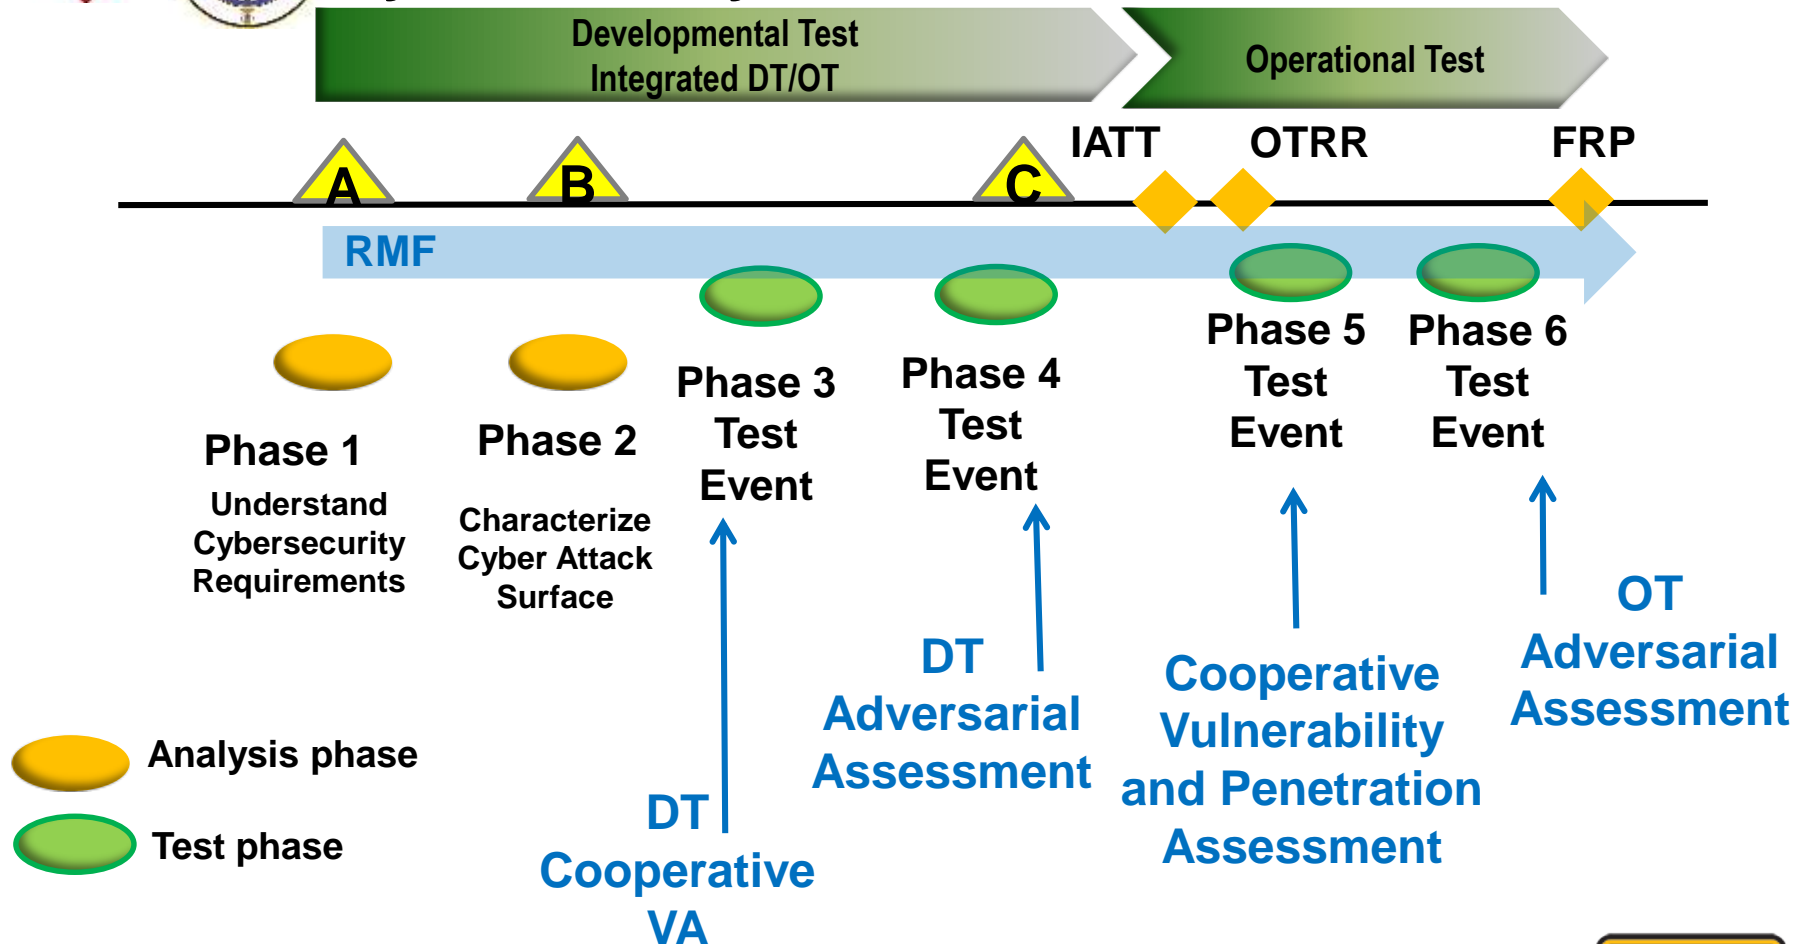 Developmental Test
Integrated DT/OT
Operational Test
IATT
OTRR
FRP
A
B
C
RMF
Phase 1
Understand
Cybersecurity
Requirements
Phase 2
Characterize
Cyber Attack
Surface
Phase 3
Test
Event
Phase 4
Test
Event
Phase 5
Test
Event
Phase 6
Test
Event
DT
Cooperative
VA
DT
Adversarial
Assessment
Cooperative
Vulnerability
and Penetration
Assessment
OT
Adversarial
Assessment
Analysis phase
Test phase